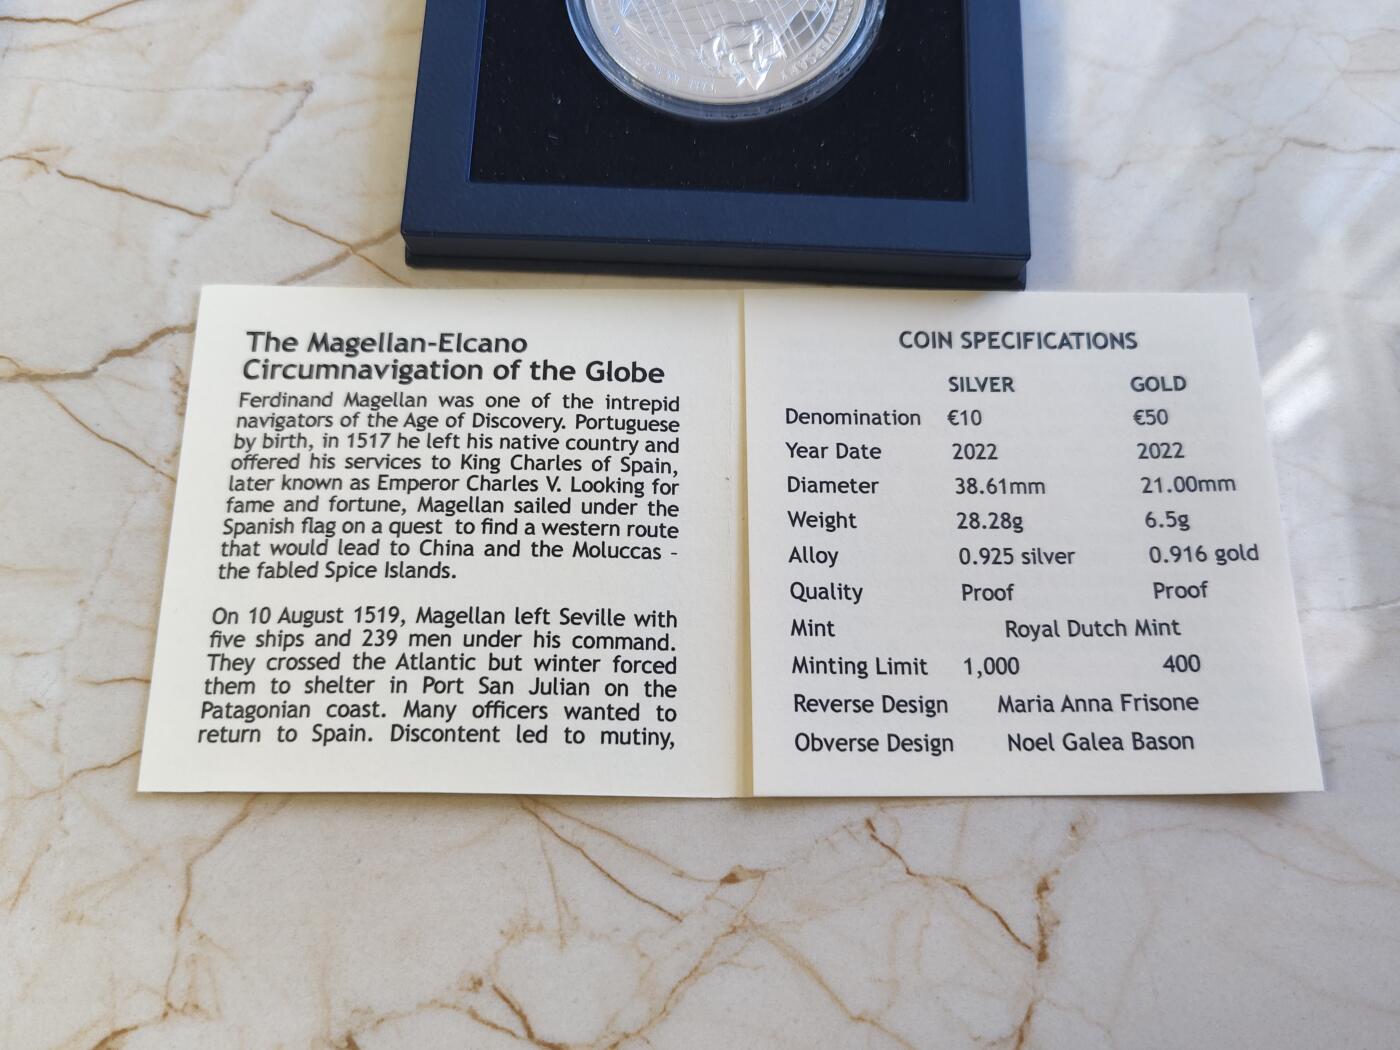 ANNIVERSARY
The Magellan-Elcano
Circumnavigation of the Globe
Ferdinand Magellan was one of the intrepid
navigators of the Age of Discovery. Portuguese
by birth, in 1517 he left his native country and
offered his services to King Charles of Spain,
later known as Emperor Charles V. Looking for
fame and fortune, Magellan sailed under the
Spanish flag on a quest to find a western route
that would lead to China and the Moluccas -
the fabled Spice Islands.
On 10 August 1519, Magellan left Seville with
five ships and 239 men under his command.
They crossed the Atlantic but winter forced
them to shelter in Port San Julian on the
Patagonian coast. Many officers wanted to
return to Spain. Discontent led to mutiny,
COIN SPECIFICATIONS
SILVER GOLD
Denomination €10 €50
Year Date 2022 2022
Diameter 38.61mm 21.00mm
Weight 28.28g 6.5g
Alloy 0.925 silver 0.916 gold
Quality Proof Proof
Mint Royal Dutch Mint
Minting Limit 1,000 400
Reverse Design Maria Anna Frisone
Obverse Design Noel Galea Bason